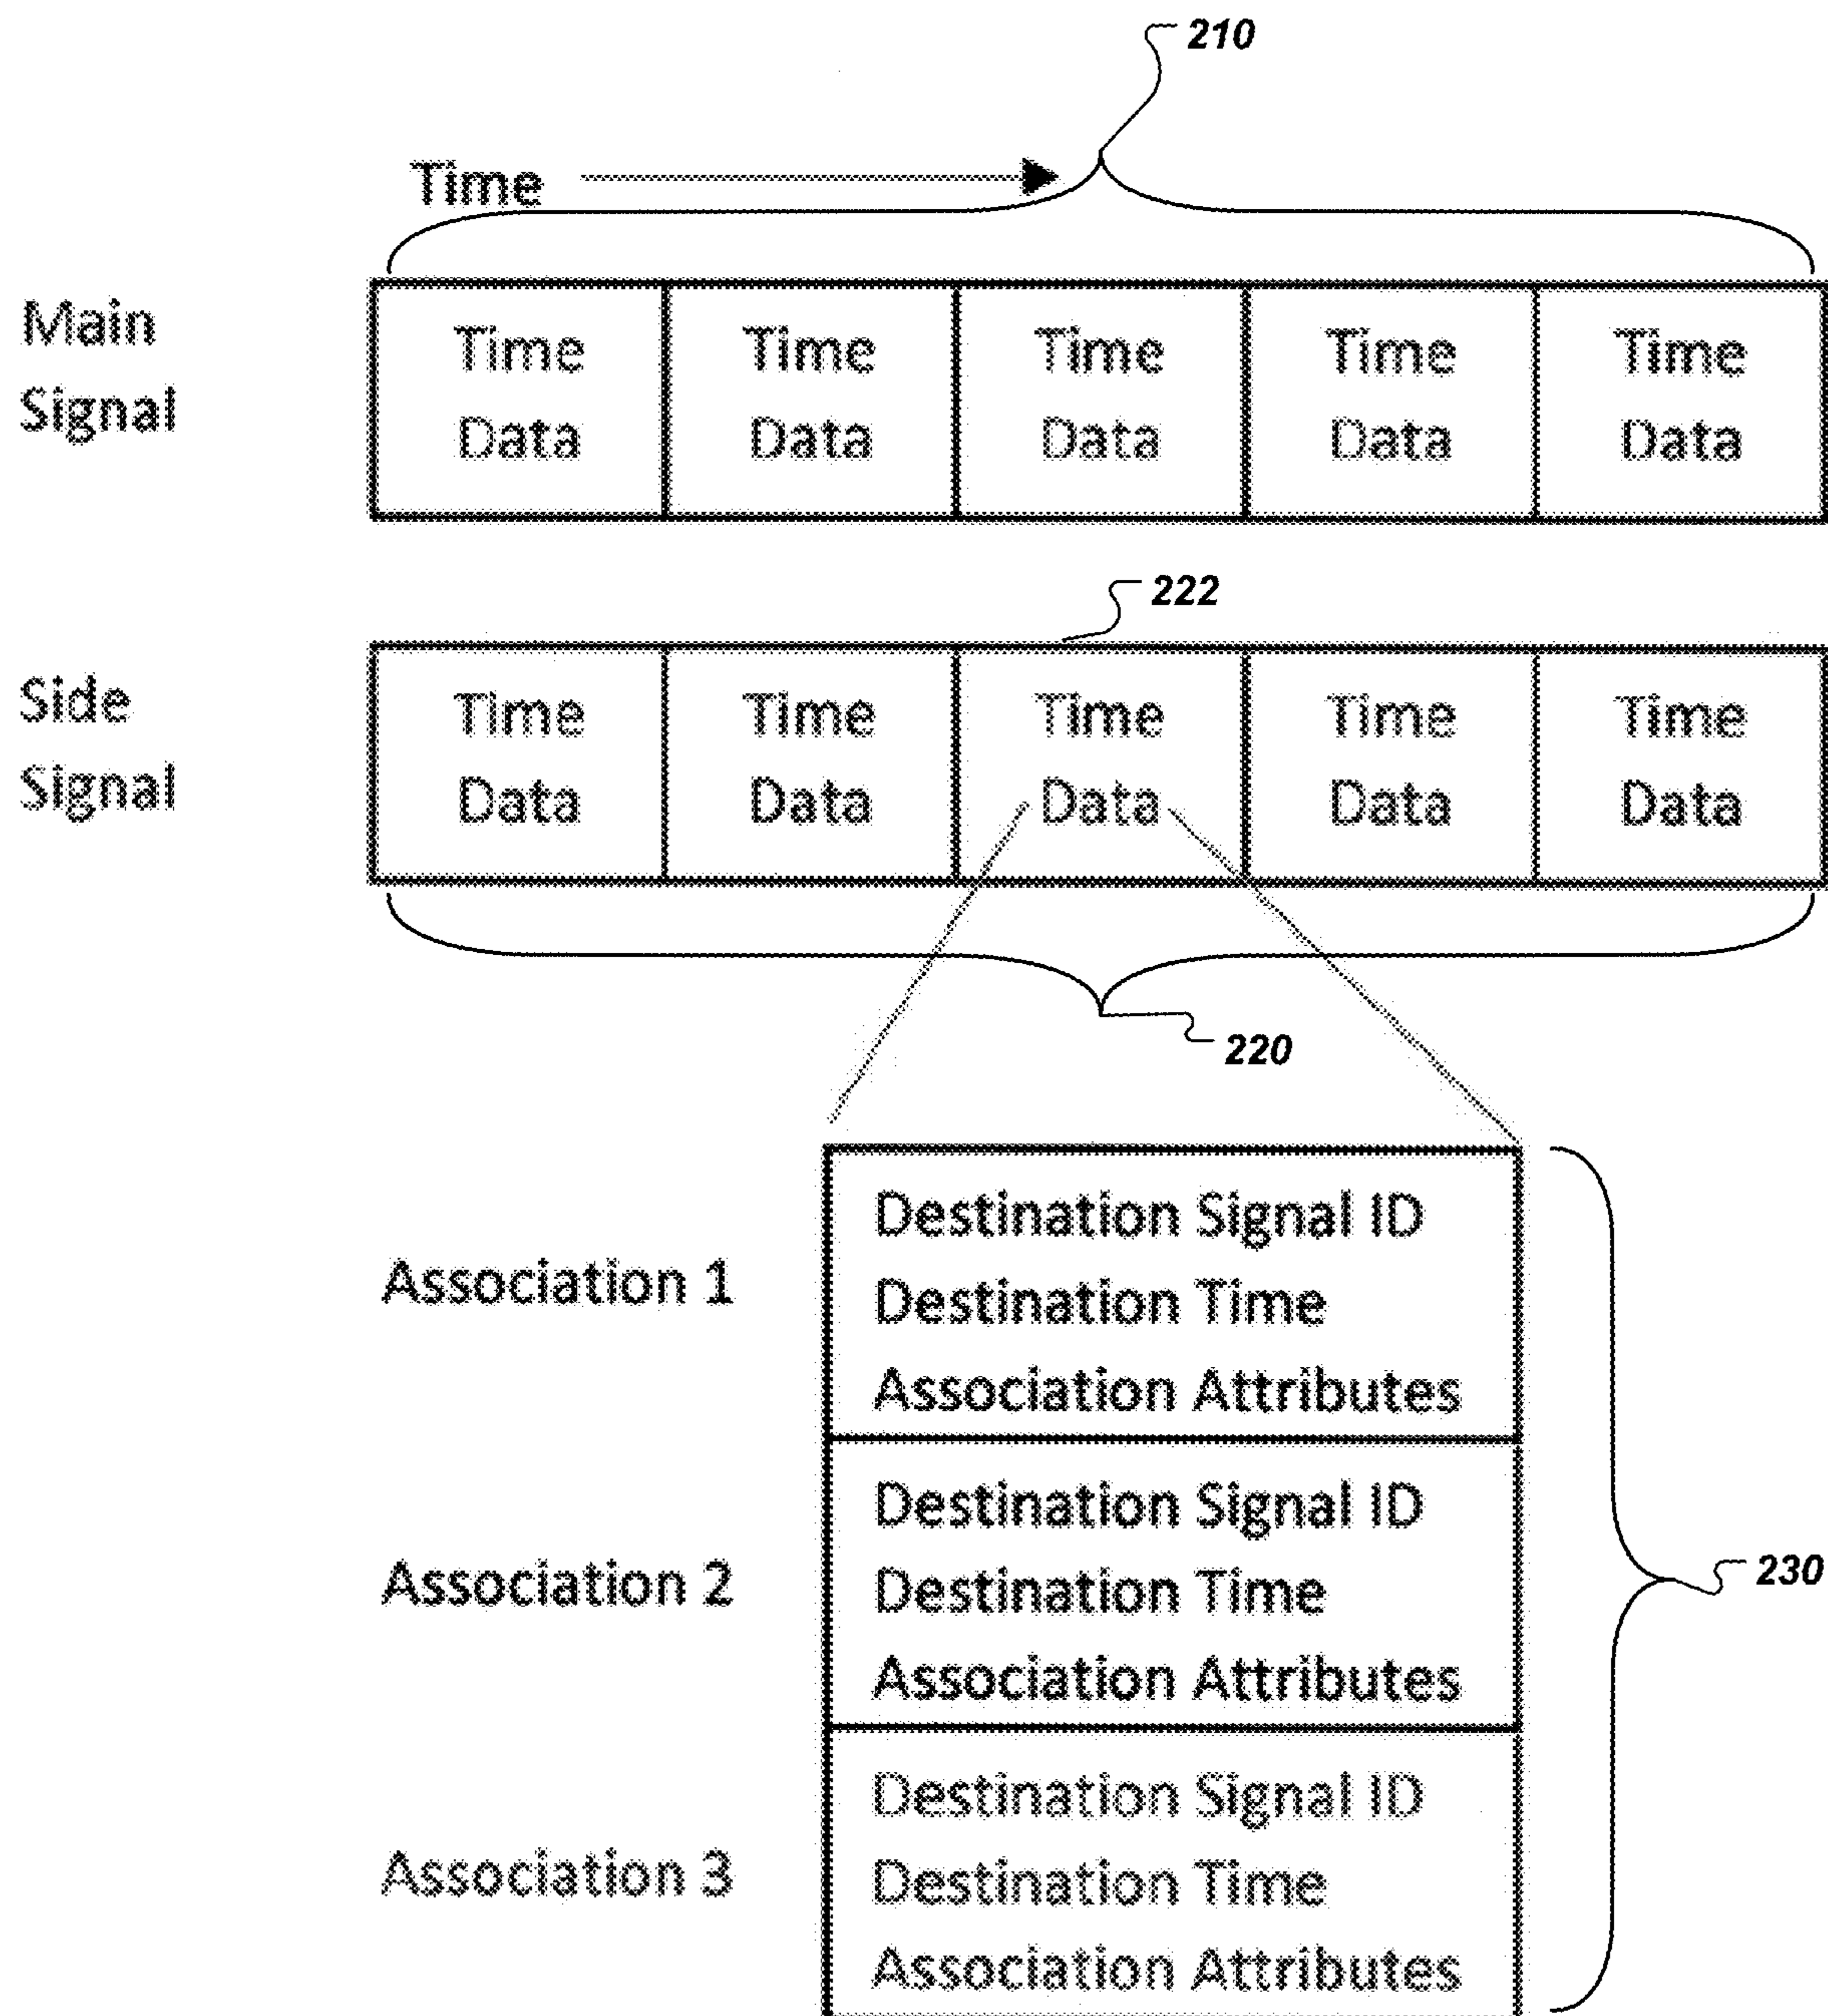 210
Time
Main
Signal
Time Time Time Time Time
Data Data Data Data Data
222
Side
Signal
Time Time Time Time Time
Data Data Data Data Data
220
Association 1
Destination Signal ID
Destination Time
Association Attributes
Association 2
Destination Signal ID
Destination Time
Association Attributes
230
Association 3
Destination Signal ID
Destination Time
Association Attributes